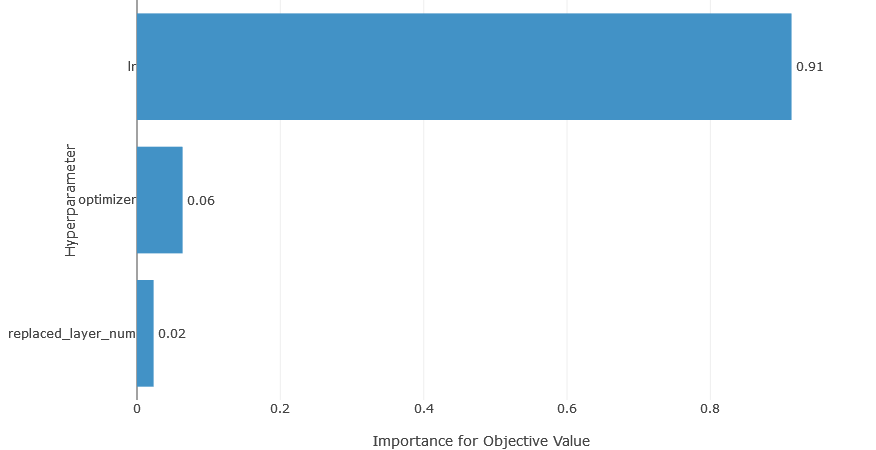 lr
0.91
Hyperparameter
optimizer
0.06
replaced_layer_num
0.02
0
0.2
0.4
0.6
0.8
Importance for Objective Value